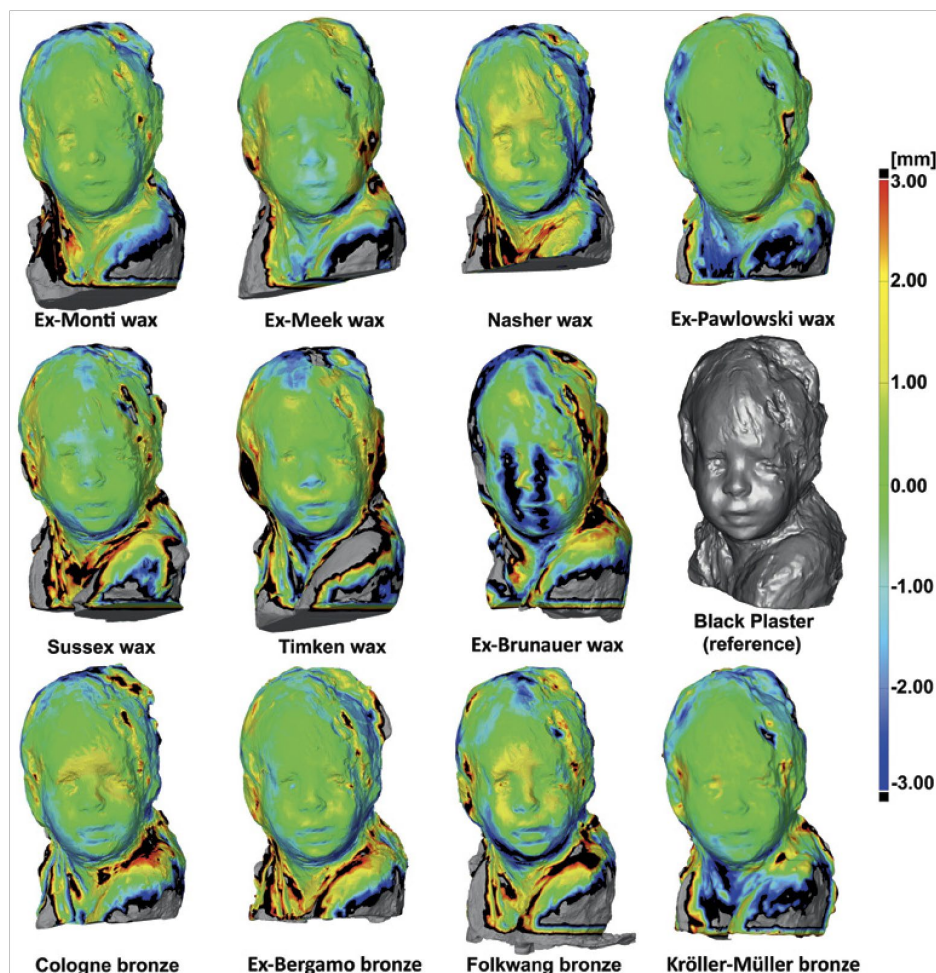 [mm]
3.00
2.00
1.00
0.00
-1.00
-2.00
-3.00
Ex-Monti wax
Ex-Meek wax
Nasher wax
Ex-Pawlowski wax
Sussex wax
Timken wax
Ex-Brunauer wax
Black Plaster
(reference)
Cologne bronze
Ex-Bergamo bronze
Folkwang bronze
Kröller-Müller bronze